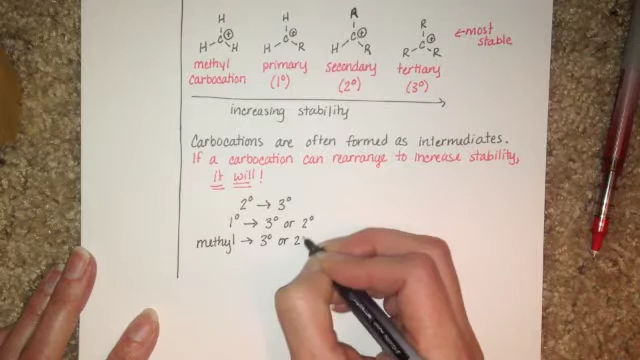 H H R R
C⊕ C⊕ C⊕ C⊕ ← most stable
H H H R H R R R
methyl carbocation primary (1°) secondary (2°) tertiary (3°)
increasing stability
Carbocations are often formed as intermediates.
If a carbocation can rearrange to increase stability,
it will!
2° → 3°
1° → 3° or 2°
methyl → 3° or 2